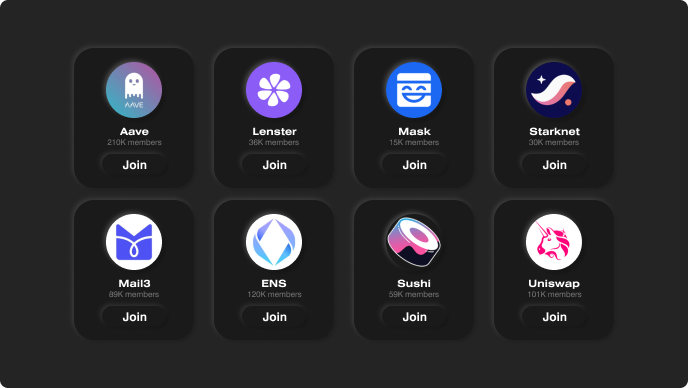 AAVE
Aave
210K members
Join
Lenster
36K members
Join
Mask
15K members
Join
Starknet
30K members
Join
Mail3
89K members
Join
ENS
120K members
Join
Sushi
59K members
Join
Uniswap
101K members
Join